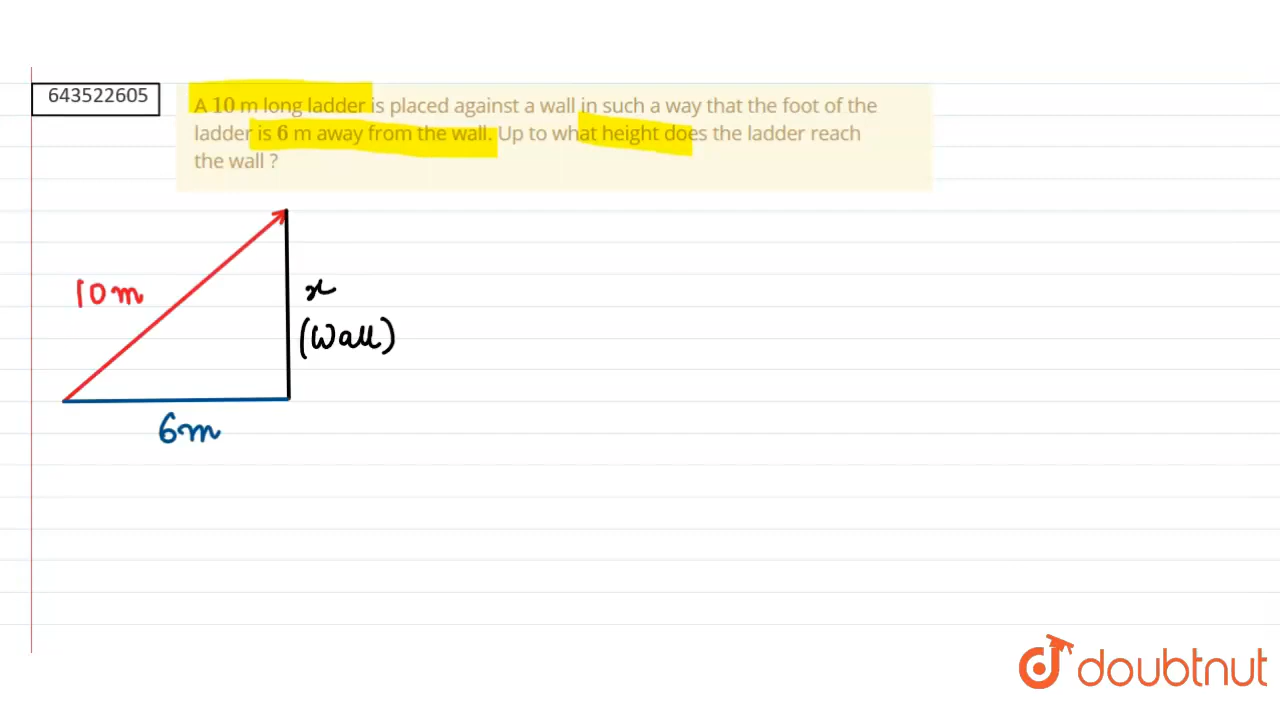 643522605
A 10 m long ladder is placed against a wall in such a way that the foot of the
ladder is 6 m away from the wall. Up to what height does the ladder reach
the wall ?
10m
x
(Wall)
6m
doubtnut